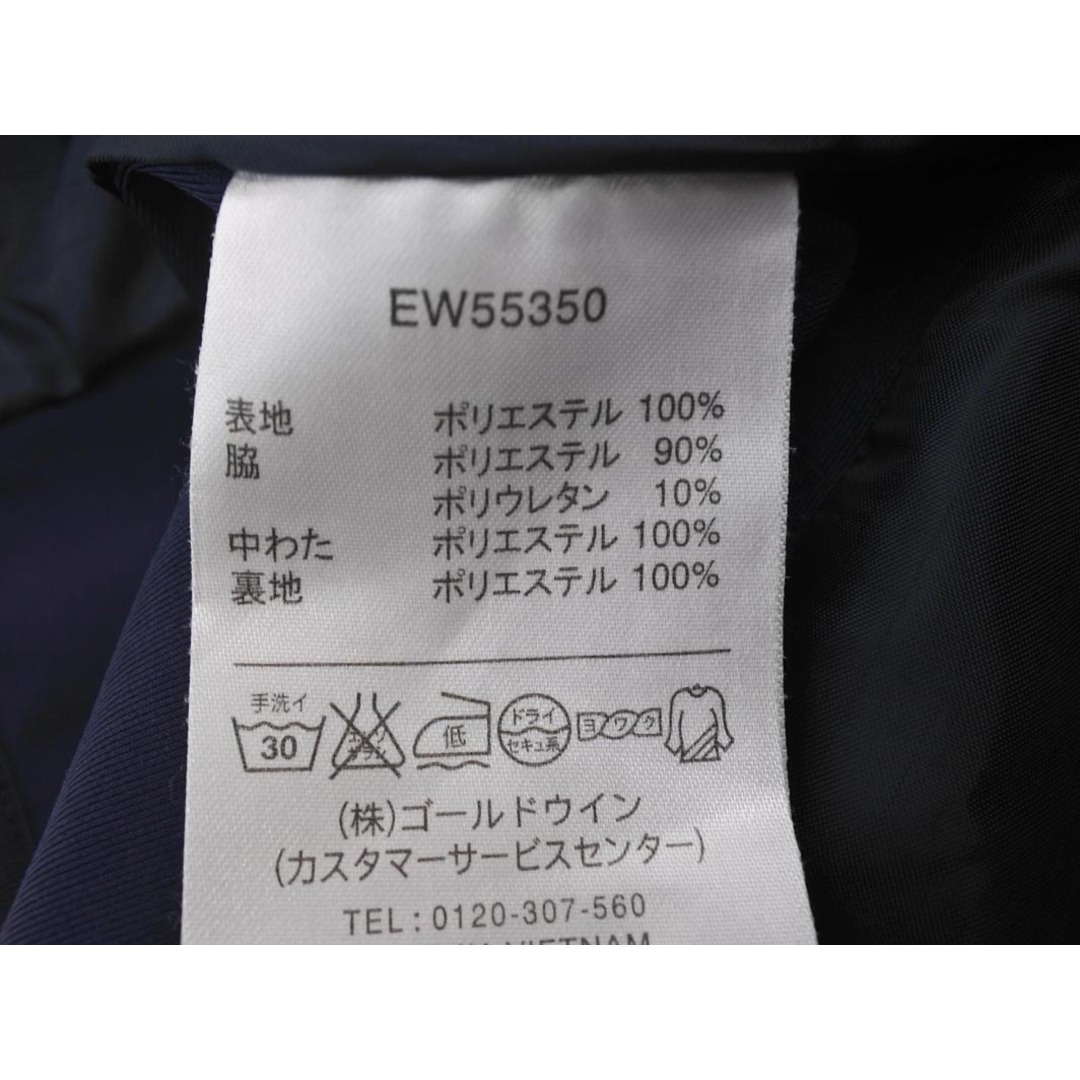 EW55350
表地 ポリエステル 100%
脇 ポリエステル 90%
ポリウレタン 10%
中わた ポリエステル 100%
裏地 ポリエステル 100%
手洗イ
30
低
ドライ
セキユ系
ヨワク
(株)ゴールドウイン
(カスタマーサービスセンター)
TEL:0120-307-560
VIETNAM